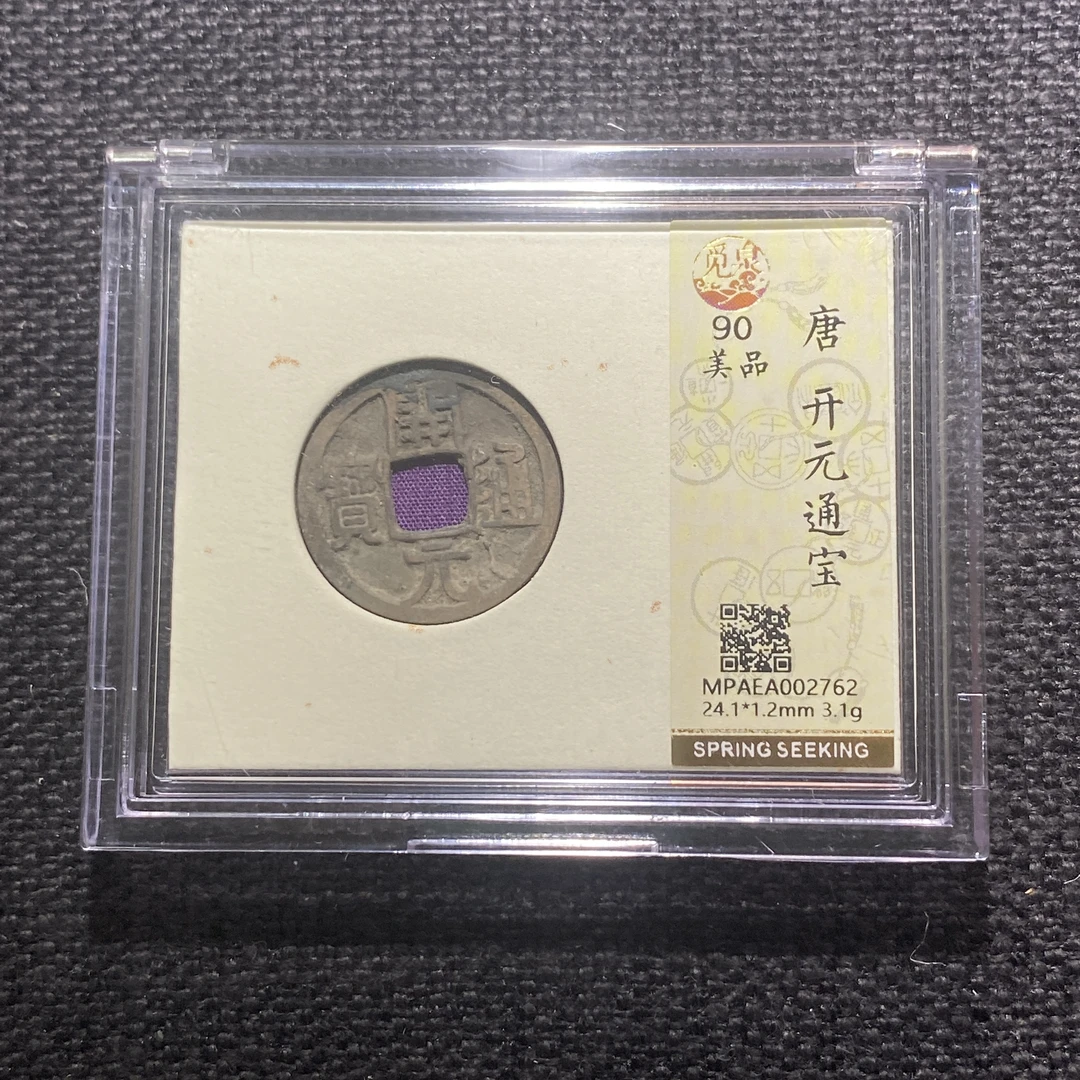 開元通寶
觅泉
90
美品
唐 开元通宝
MPAEA002762
24.1*1.2mm 3.1g
SPRING SEEKING